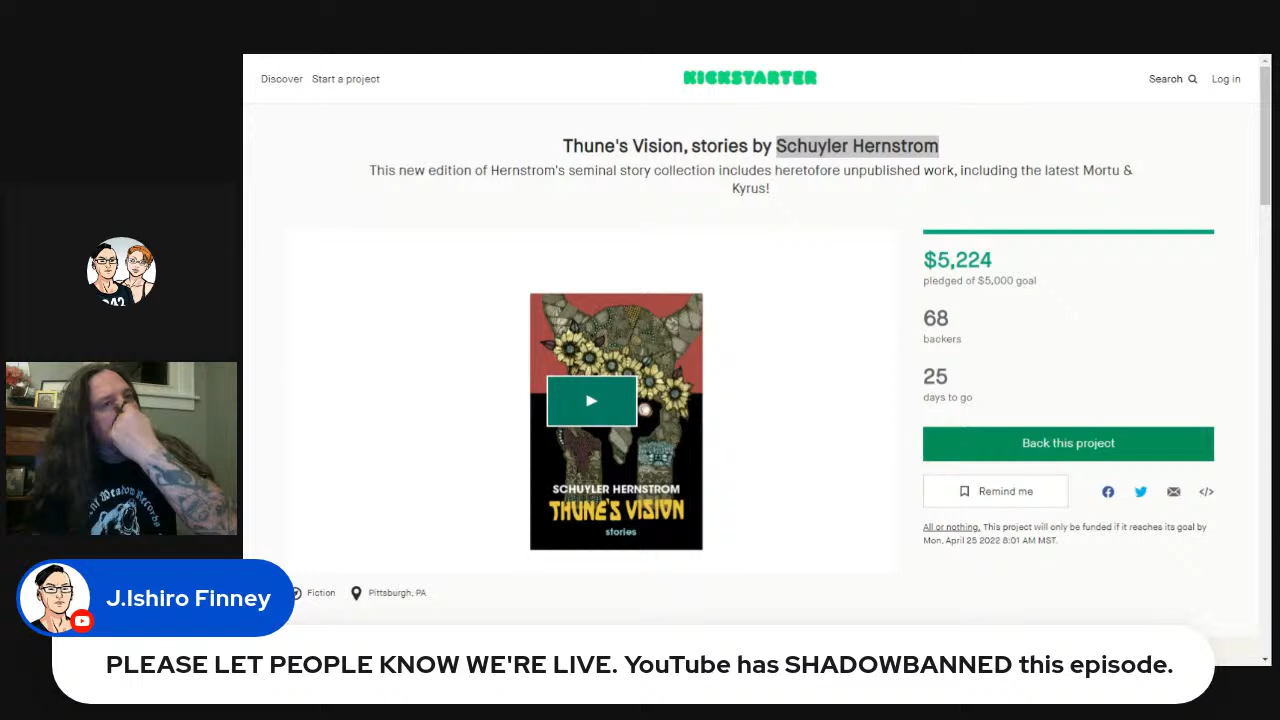 Discover Start a project
KICKSTARTER
Search Log in
Thune's Vision, stories by Schuyler Hernstrom
This new edition of Hernstrom's seminal story collection includes heretofore unpublished work, including the latest Mortu &
Kyrus!
$5,224
pledged of $5,000 goal
68
backers
25
days to go
Back this project
Remind me
All or nothing. This project will only be funded if it reaches its goal by
Mon, April 25 2022 8:01 AM MST.
SCHUYLER HERNSTROM
THUNE'S VISION
stories
Fiction
Pittsburgh, PA
J.Ishiro Finney
PLEASE LET PEOPLE KNOW WE'RE LIVE. YouTube has SHADOWBANNED this episode.